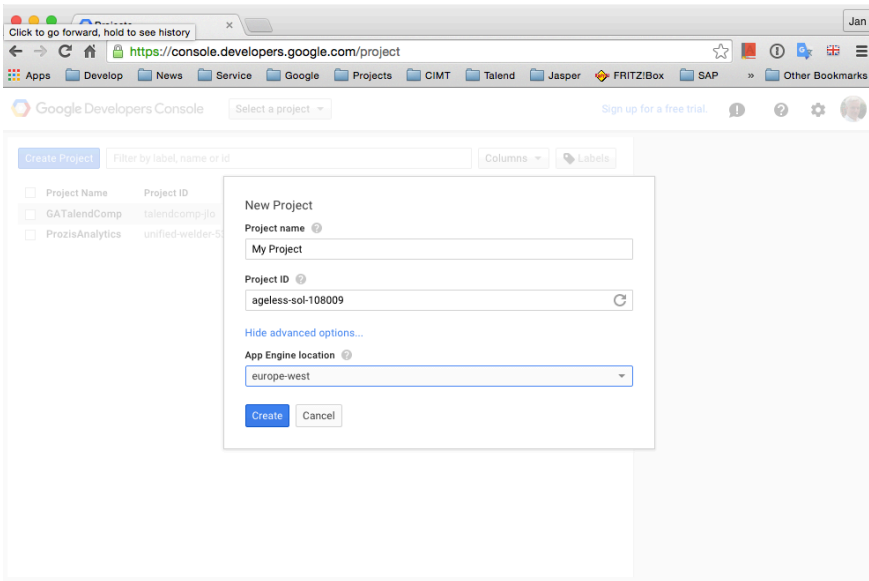 Projects
Jan
Click to go forward, hold to see history
https://console.developers.google.com/project
Apps Develop News Service Google Projects CIMT Talend Jasper FRITZ!Box SAP » Other Bookmarks
Google Developers Console Select a project Sign up for a free trial.
Create Project Filter by label, name or id Columns Labels
Project Name Project ID
GATalendComp talendcomp-jlo
ProzisAnalytics unified-welder-5
New Project
Project name
My Project
Project ID
ageless-sol-108009
Hide advanced options...
App Engine location
europe-west
Create Cancel